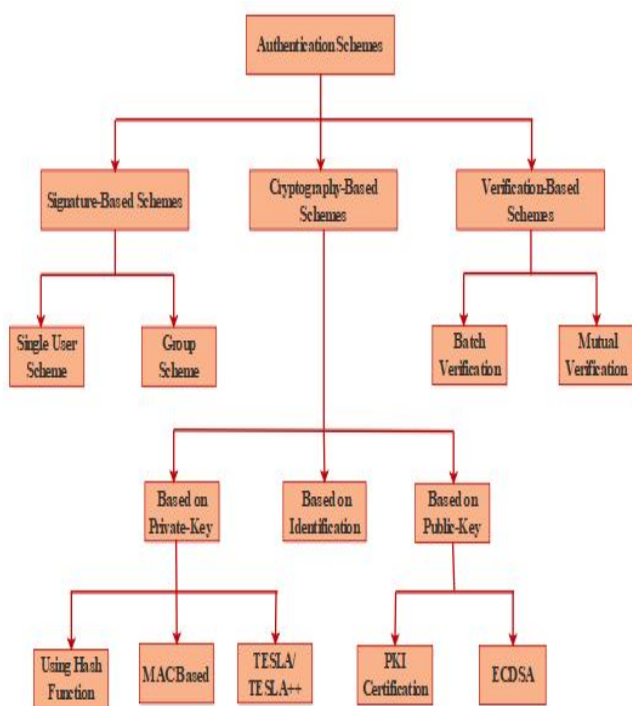 Authentication Schemes
Signature-Based Schemes
Cryptography-Based
Schemes
Verification-Based
Schemes
Single User
Scheme
Group
Scheme
Batch
Verification
Mutual
Verification
Based on
Private-Key
Based on
Identification
Based on
Public-Key
Using Hash
Function
MAC Based
TESLA/
TESLA++
PKI
Certification
ECDSA